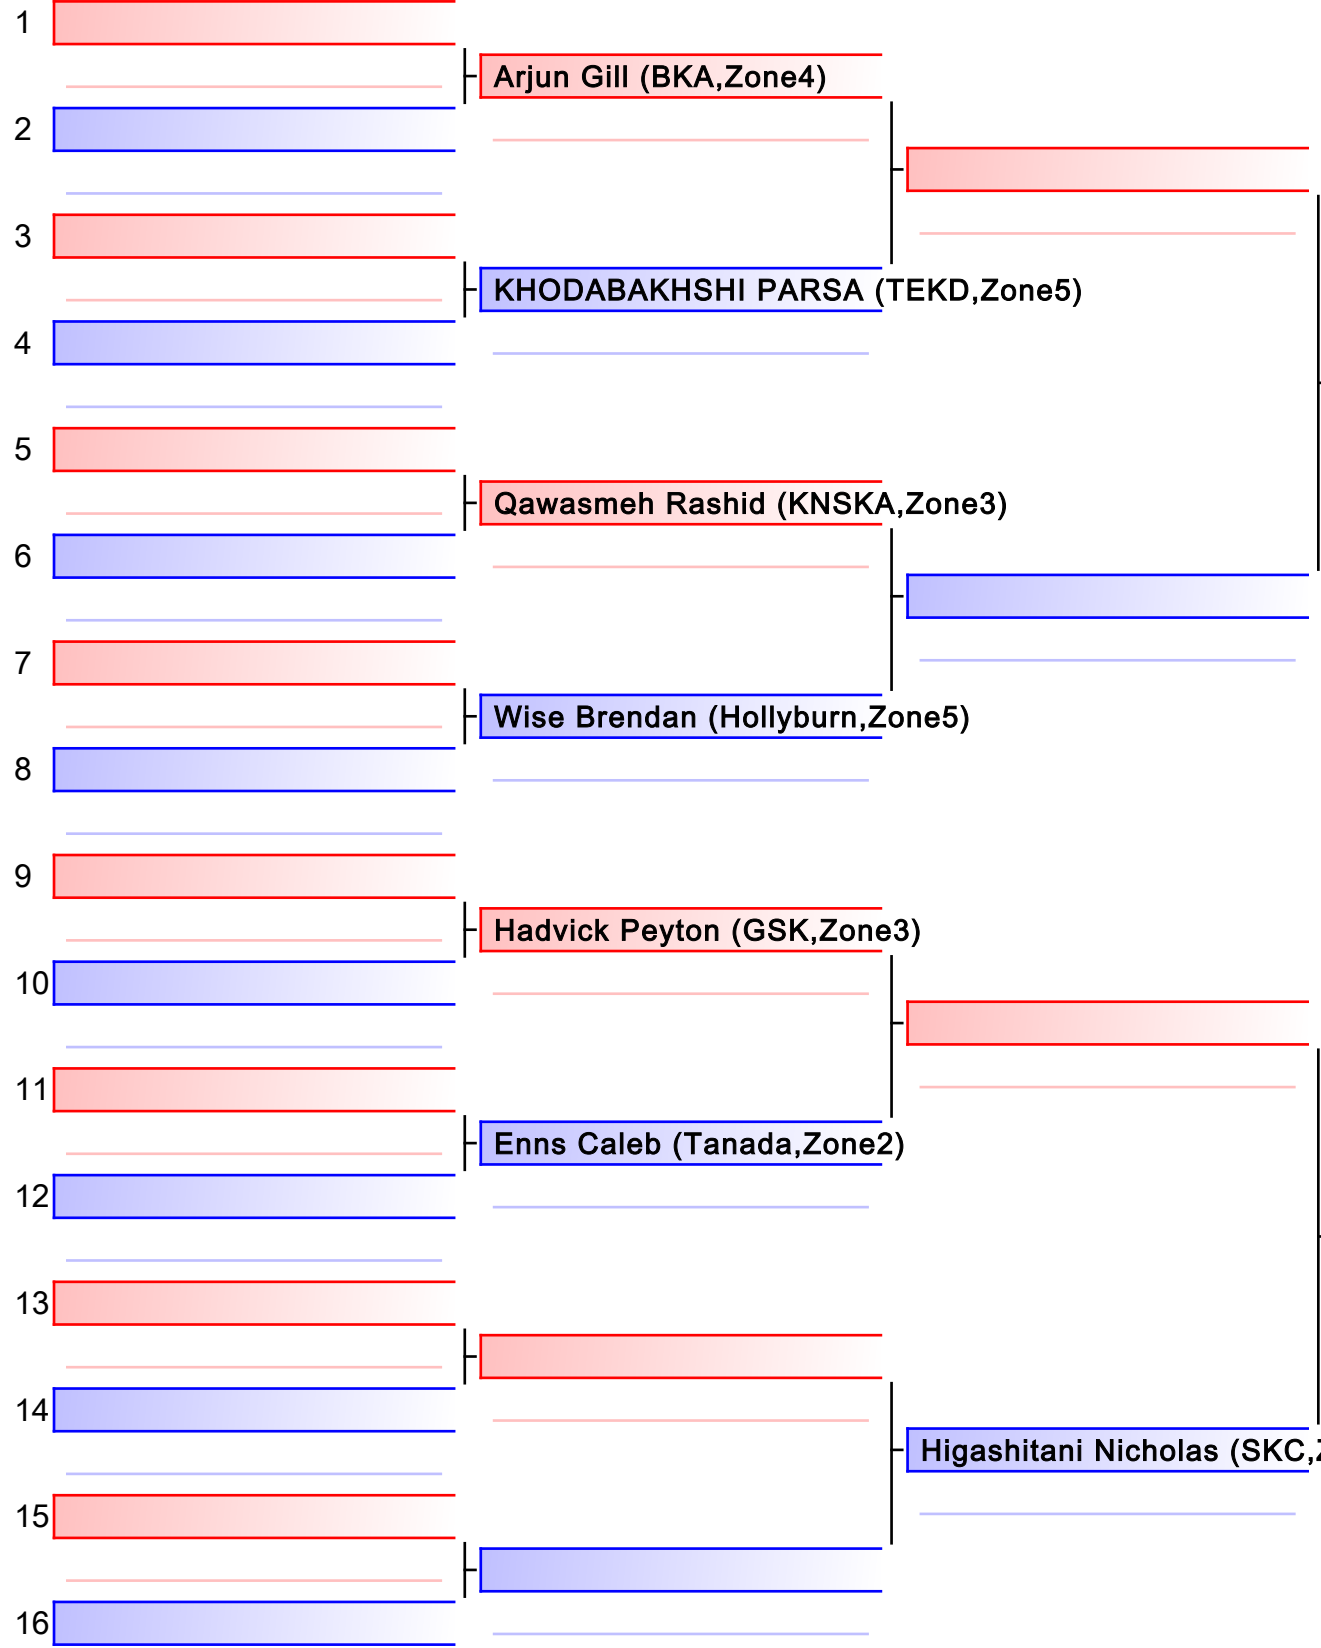 1
Arjun Gill (BKA,Zone4)
2
3
KHODABAKHSHI PARSA (TEKD,Zone5)
4
5
Qawasmeh Rashid (KNSKA,Zone3)
6
7
Wise Brendan (Hollyburn,Zone5)
8
9
Hadvick Peyton (GSK,Zone3)
10
11
Enns Caleb (Tanada,Zone2)
12
13
14
Higashitani Nicholas (SKC,
15
16